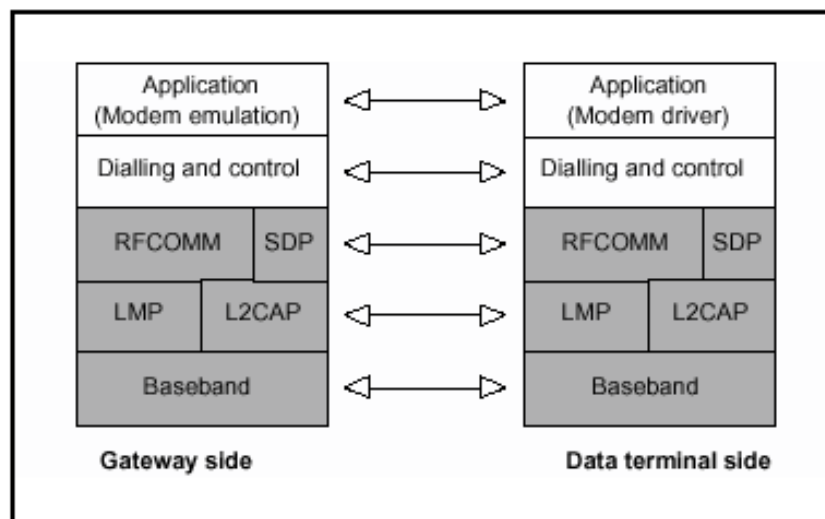 Application
(Modem emulation)
Dialling and control
RFCOMM
SDP
LMP
L2CAP
Baseband
Gateway side
Application
(Modem driver)
Dialling and control
RFCOMM
SDP
LMP
L2CAP
Baseband
Data terminal side